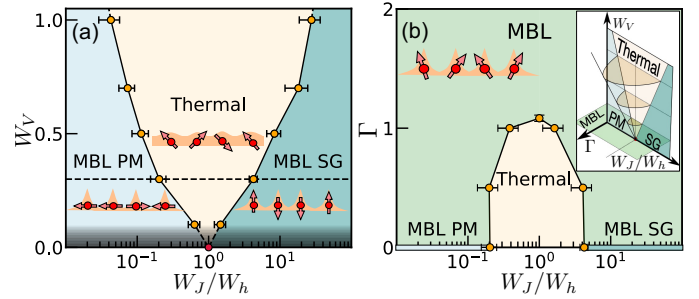 (a)
1.0
0.5
0.0
W_V
Thermal
MBL PM
MBL SG
10^{-1}
10^{1}
W_J/W_h
(b)
2
1
0
Γ
MBL
Thermal
MBL PM
MBL SG
10^{-1}
10^{0}
10^{1}
W_J/W_h
W_V
Thermal
MBL
PM
SG
Γ
W_J/W_h